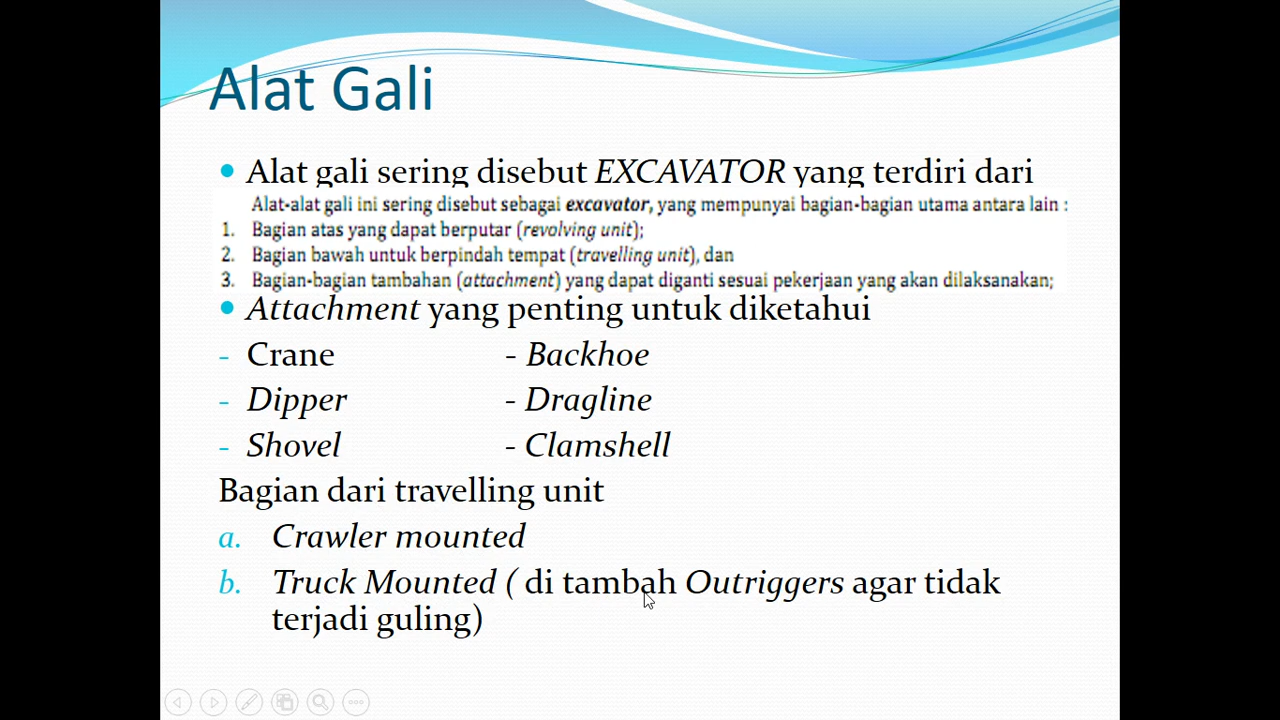 Alat Gali
• Alat gali sering disebut EXCAVATOR yang terdiri dari
Alat-alat gali ini sering disebut sebagai excavator, yang mempunyai bagian-bagian utama antara lain :
1. Bagian atas yang dapat berputar (revolving unit);
2. Bagian bawah untuk berpindah tempat (travelling unit), dan
3. Bagian-bagian tambahan (attachment) yang dapat diganti sesuai pekerjaan yang akan dilaksanakan;
• Attachment yang penting untuk diketahui
- Crane - Backhoe
- Dipper - Dragline
- Shovel - Clamshell
Bagian dari travelling unit
a. Crawler mounted
b. Truck Mounted ( di tambah Outriggers agar tidak
terjadi guling)